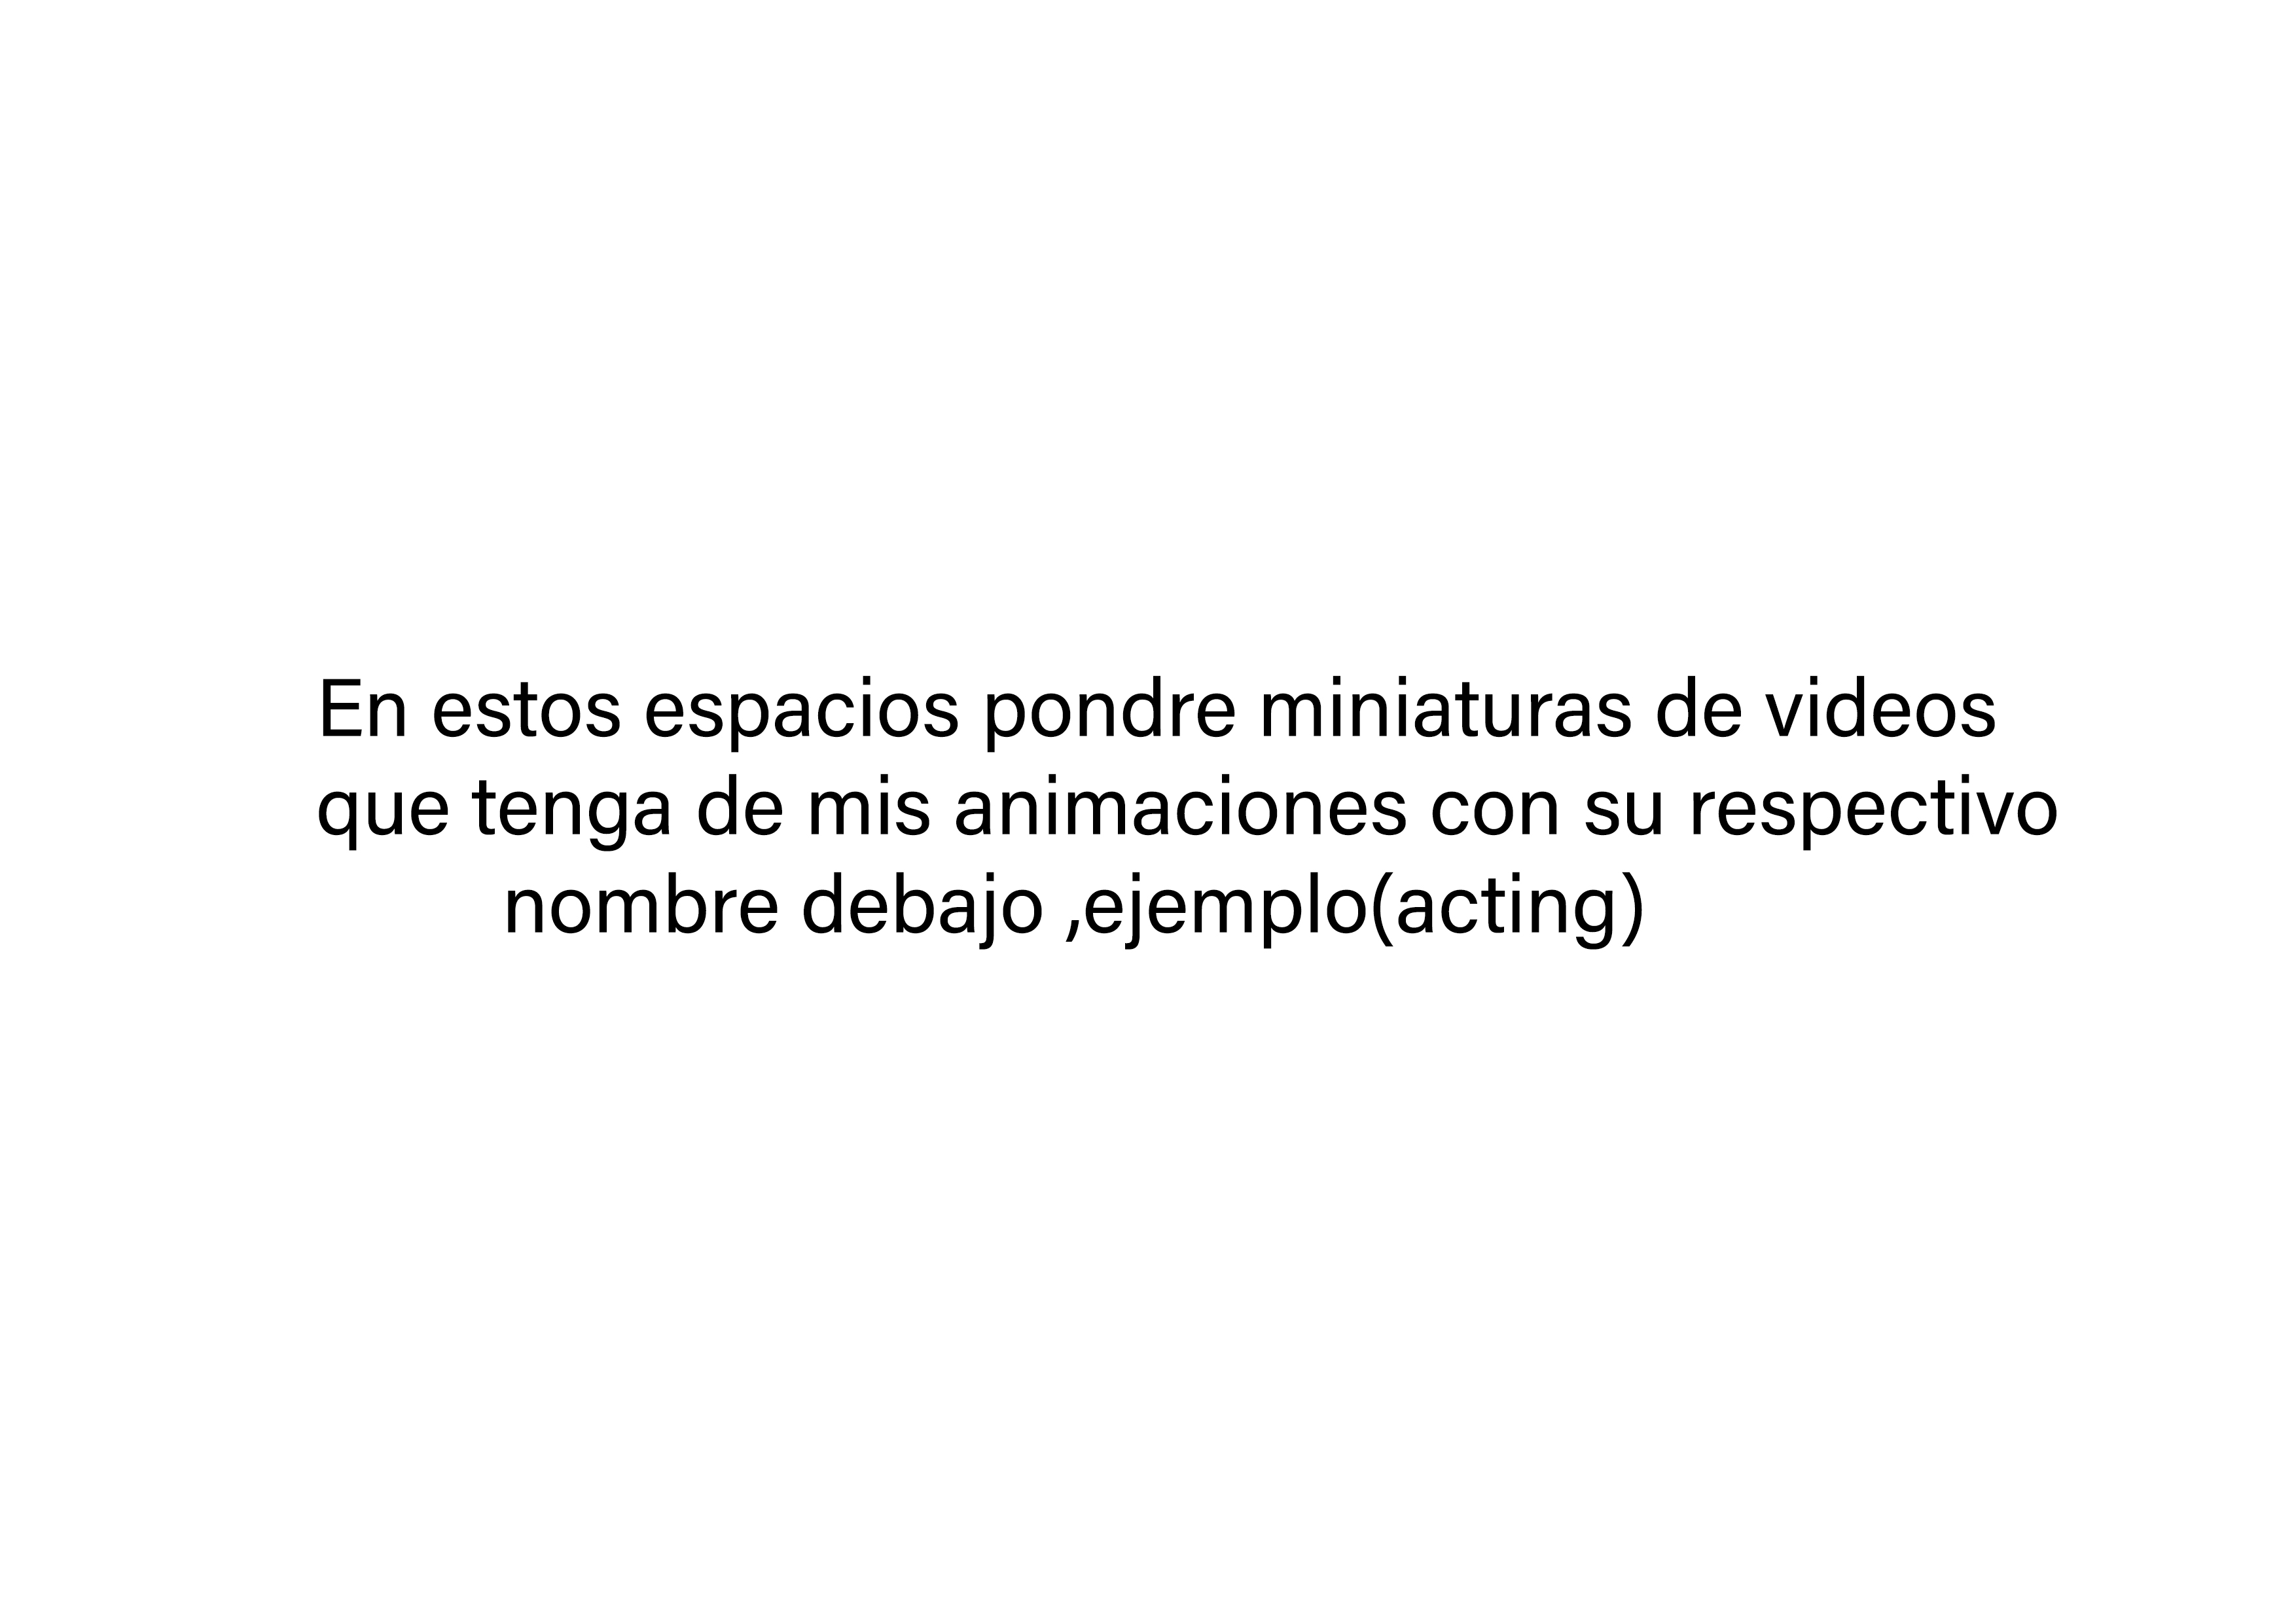 En estos espacios pondre miniaturas de videos
que tenga de mis animaciones con su respectivo
nombre debajo ,ejemplo(acting)